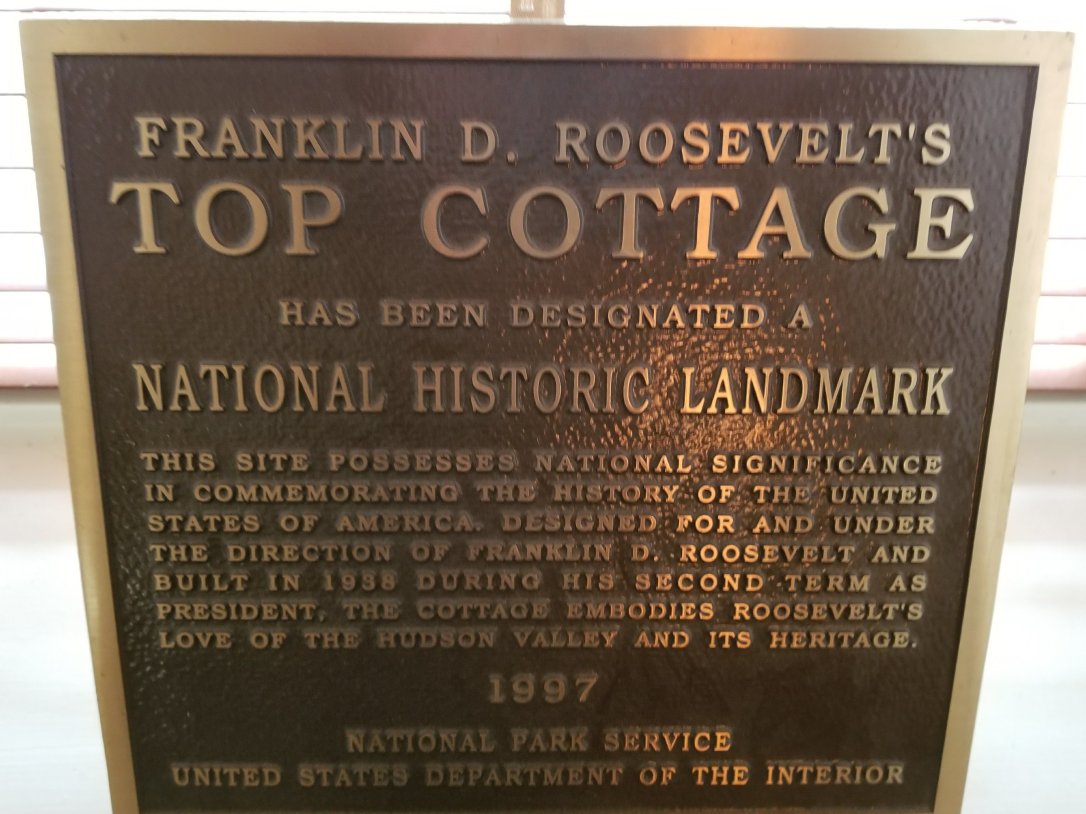 FRANKLIN D. ROOSEVELT'S
TOP COTTAGE
HAS BEEN DESIGNATED A
NATIONAL HISTORIC LANDMARK
THIS SITE POSSESSES NATIONAL SIGNIFICANCE
IN COMMEMORATING THE HISTORY OF THE UNITED
STATES OF AMERICA. DESIGNED FOR AND UNDER
THE DIRECTION OF FRANKLIN D. ROOSEVELT AND
BUILT IN 1938 DURING HIS SECOND TERM AS
PRESIDENT, THE COTTAGE EMBODIES ROOSEVELT'S
LOVE OF THE HUDSON VALLEY AND ITS HERITAGE.
1997
NATIONAL PARK SERVICE
UNITED STATES DEPARTMENT OF THE INTERIOR